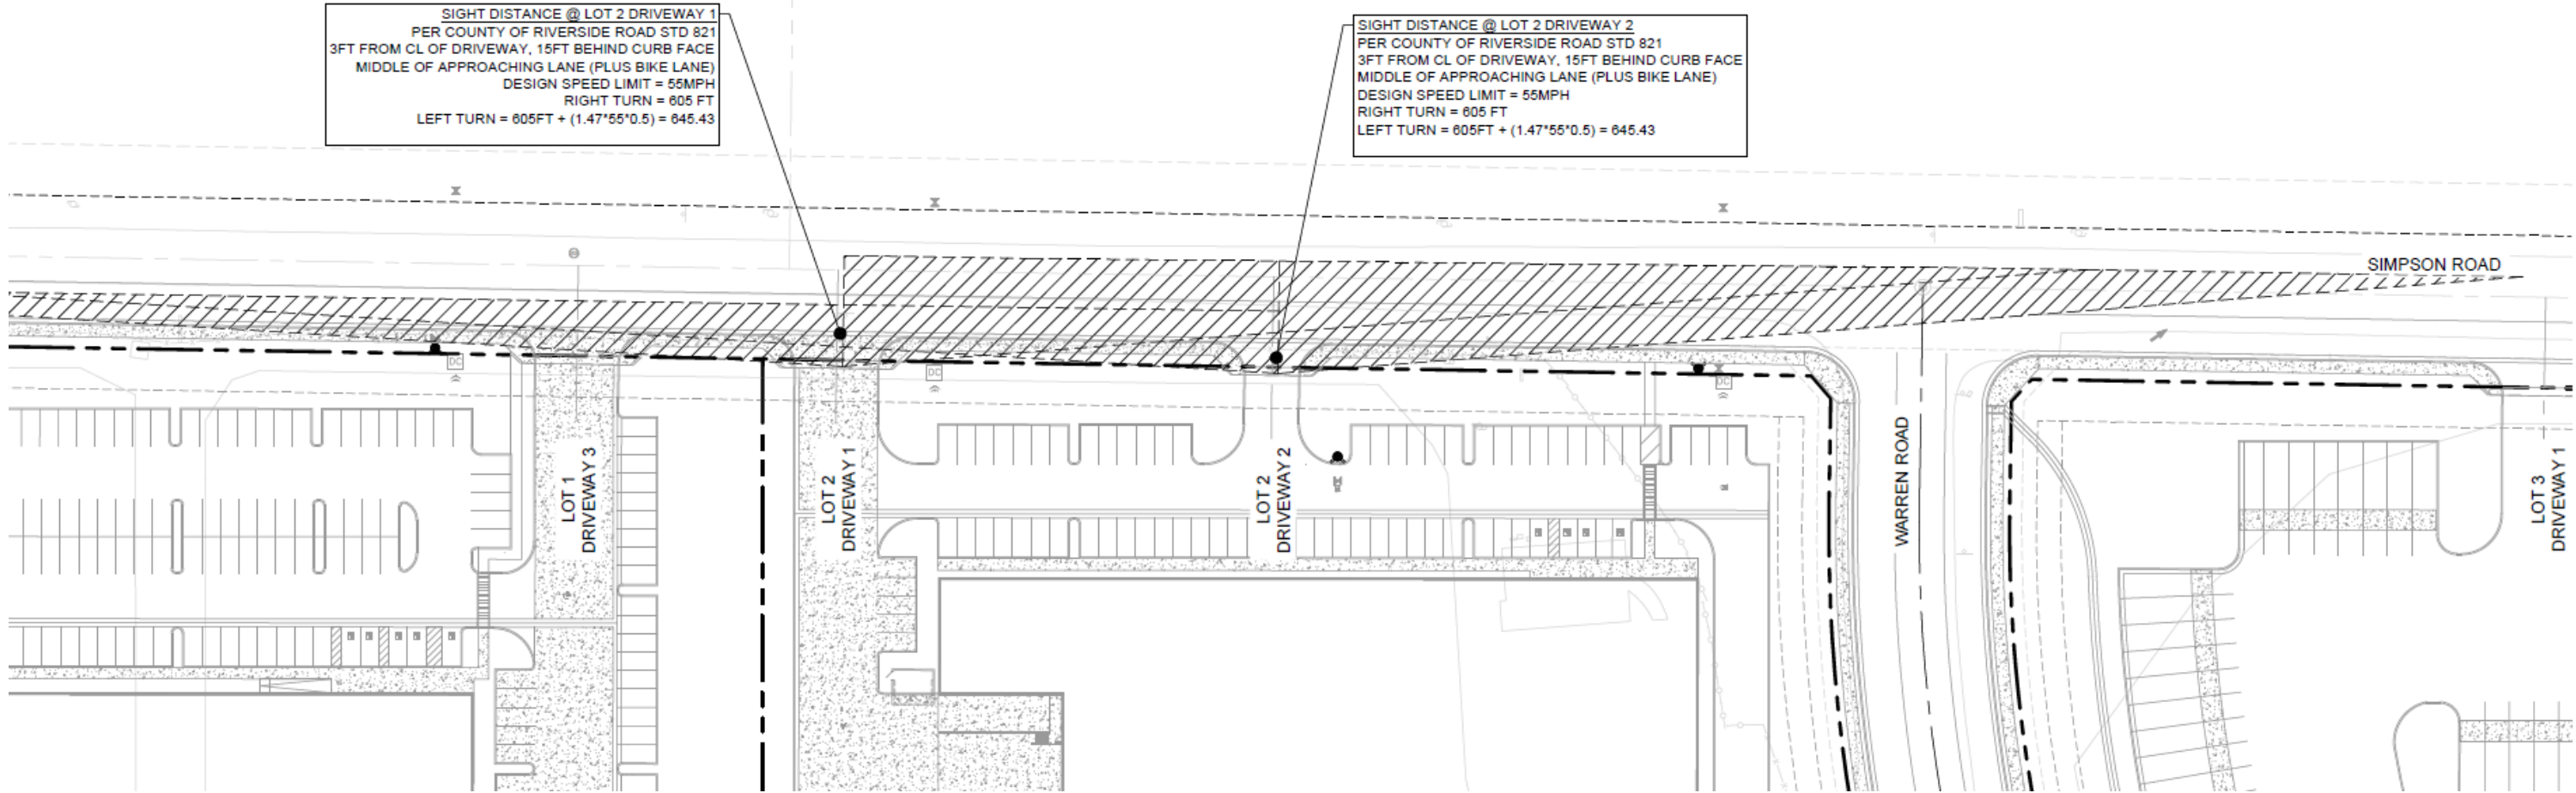 SIGHT DISTANCE @ LOT 2 DRIVEWAY 1
PER COUNTY OF RIVERSIDE ROAD STD 821
3FT FROM CL OF DRIVEWAY, 15FT BEHIND CURB FACE
MIDDLE OF APPROACHING LANE (PLUS BIKE LANE)
DESIGN SPEED LIMIT = 55MPH
RIGHT TURN = 605 FT
LEFT TURN = 605FT + (1.47*55*0.5) = 645.43
SIGHT DISTANCE @ LOT 2 DRIVEWAY 2
PER COUNTY OF RIVERSIDE ROAD STD 821
3FT FROM CL OF DRIVEWAY, 15FT BEHIND CURB FACE
MIDDLE OF APPROACHING LANE (PLUS BIKE LANE)
DESIGN SPEED LIMIT = 55MPH
RIGHT TURN = 605 FT
LEFT TURN = 605FT + (1.47*55*0.5) = 645.43
SIMPSON ROAD
DC
DC
DC
LOT 1
DRIVEWAY 3
LOT 2
DRIVEWAY 1
LOT 2
DRIVEWAY 2
WARREN ROAD
LOT 3
DRIVEWAY 1